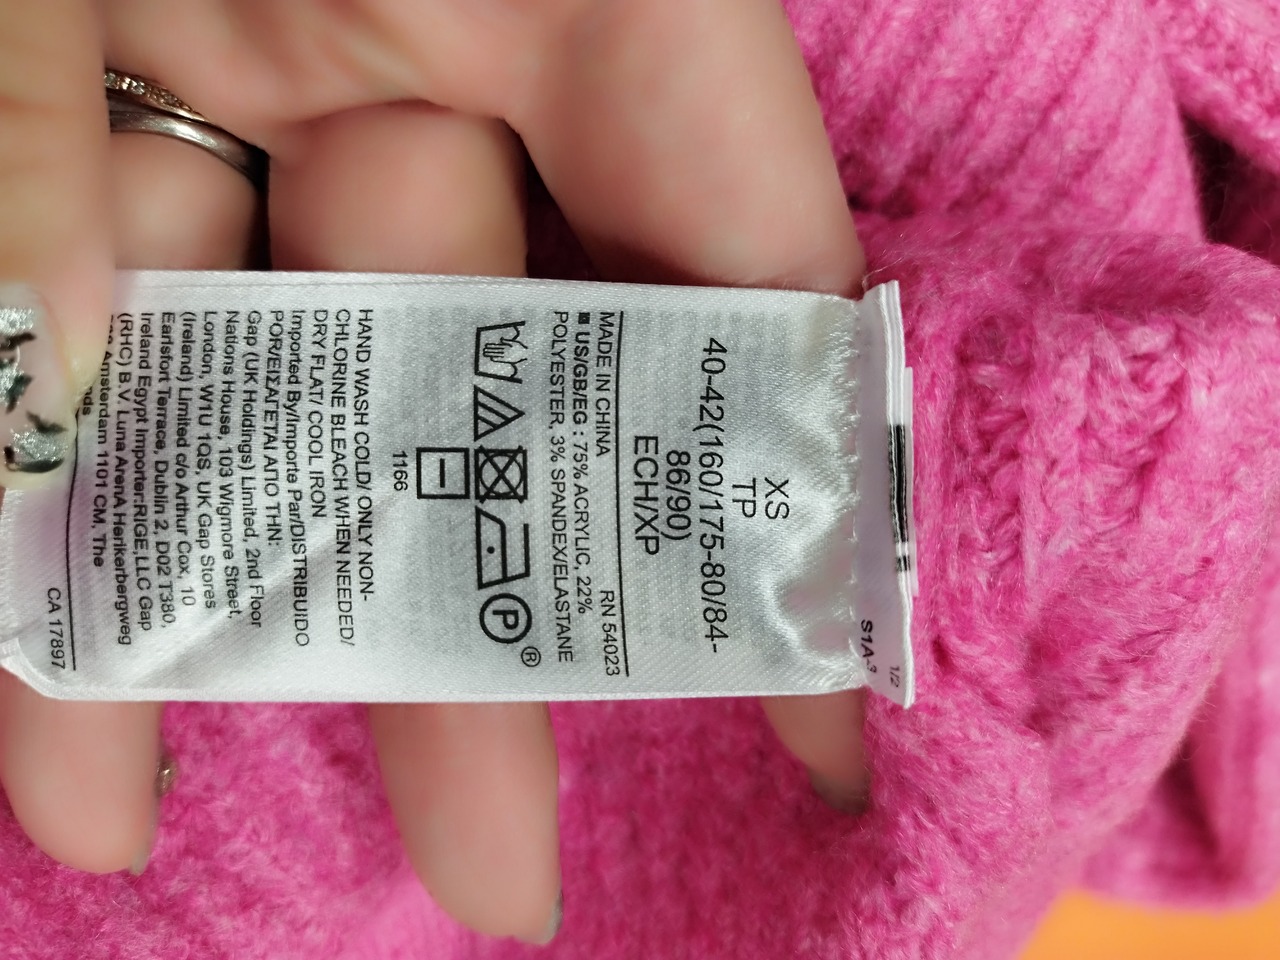 XS
TP
40-42(160/175-80/84-
86/90)
ECH/XP
MADE IN CHINA RN 54023
■ US/GB/EG : 75% ACRYLIC, 22%
POLYESTER, 3% SPANDEX/ELASTANE
P
®
1166
HAND WASH COLD/ ONLY NON-
CHLORINE BLEACH WHEN NEEDED/
DRY FLAT/ COOL IRON
Imported By/Importe Par/DISTRIBUIDO
POR/ΕΙΣΑΓΕΤΑΙ ΑΠΟ ΤΗΝ:
Gap (UK Holdings) Limited, 2nd Floor
Nations House, 103 Wigmore Street,
London, W1U 1QS, UK Gap Stores
(Ireland) Limited c/o Arthur Cox, 10
Earlsfort Terrace, Dublin 2, D02 T380,
Ireland Egypt Importer:RIGE,LLC Gap
(RHC) B.V. Luna ArenA Herikerbergweg
Amsterdam 1101 CM, The
CA 17897
S1A-3
1/2